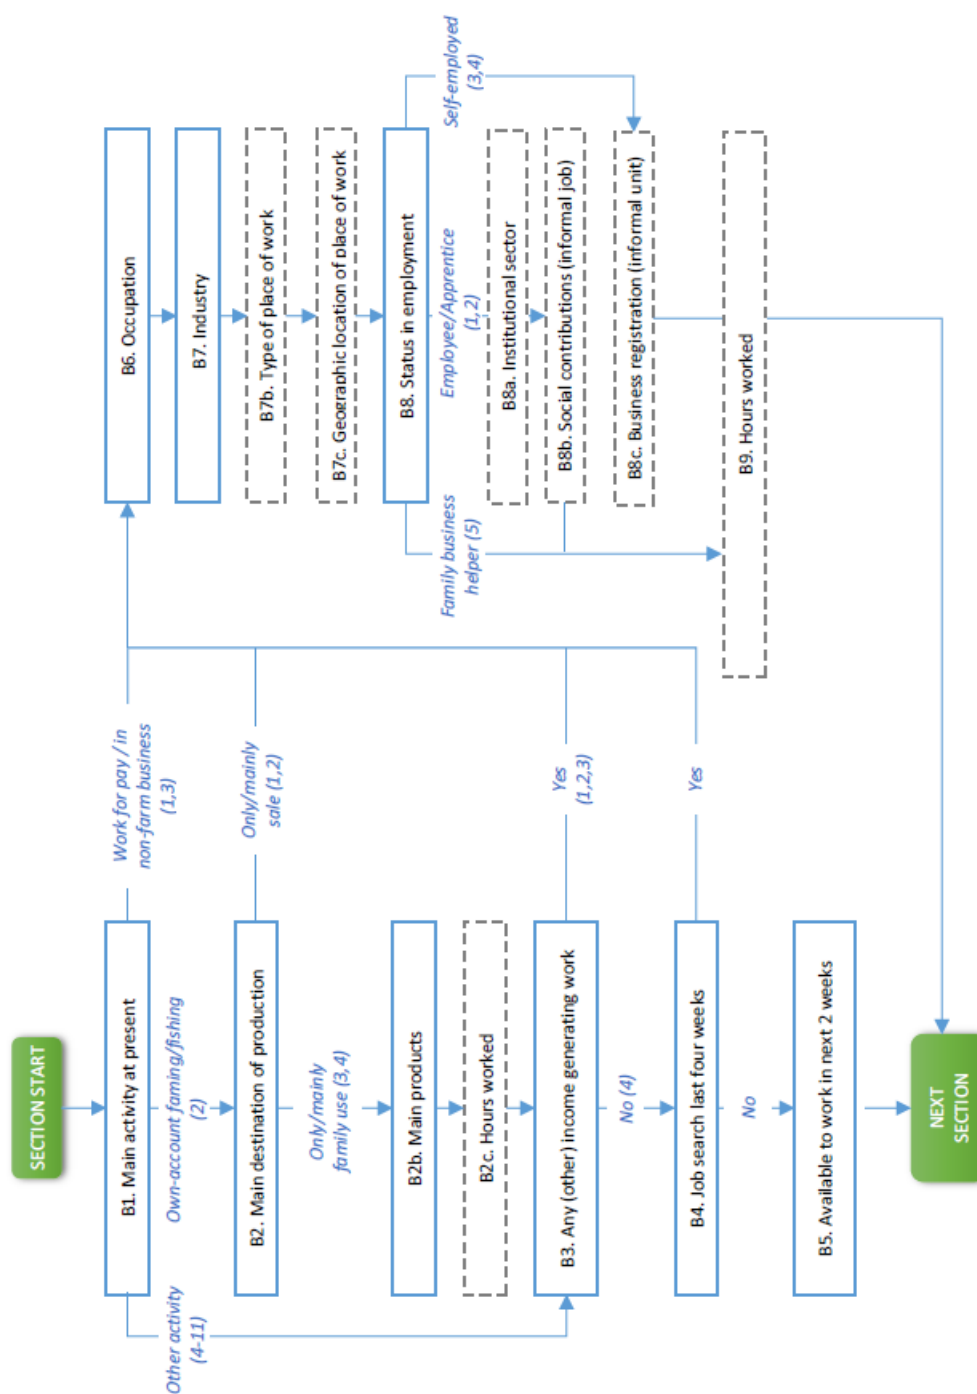 SECTION START
B1. Main activity at present
Work for pay / in
non-farm business
(1,3)
Other activity
(4-11)
Own-account faming/fishing
(2)
B2. Main destination of production
Only/mainly
sale (1,2)
Only/mainly
family use (3,4)
B2b. Main products
B2c. Hours worked
B3. Any (other) income generating work
Yes
(1,2,3)
No (4)
B4. Job search last four weeks
Yes
No
B5. Available to work in next 2 weeks
NEXT
SECTION
B6. Occupation
B7. Industry
B7b. Type of place of work
B7c. Geographic location of place of work
B8. Status in employment
Family business
helper (5)
Employee/Apprentice
(1,2)
Self-employed
(3,4)
B8a. Institutional sector
B8b. Social contributions (informal job)
B8c. Business registration (informal unit)
B9. Hours worked